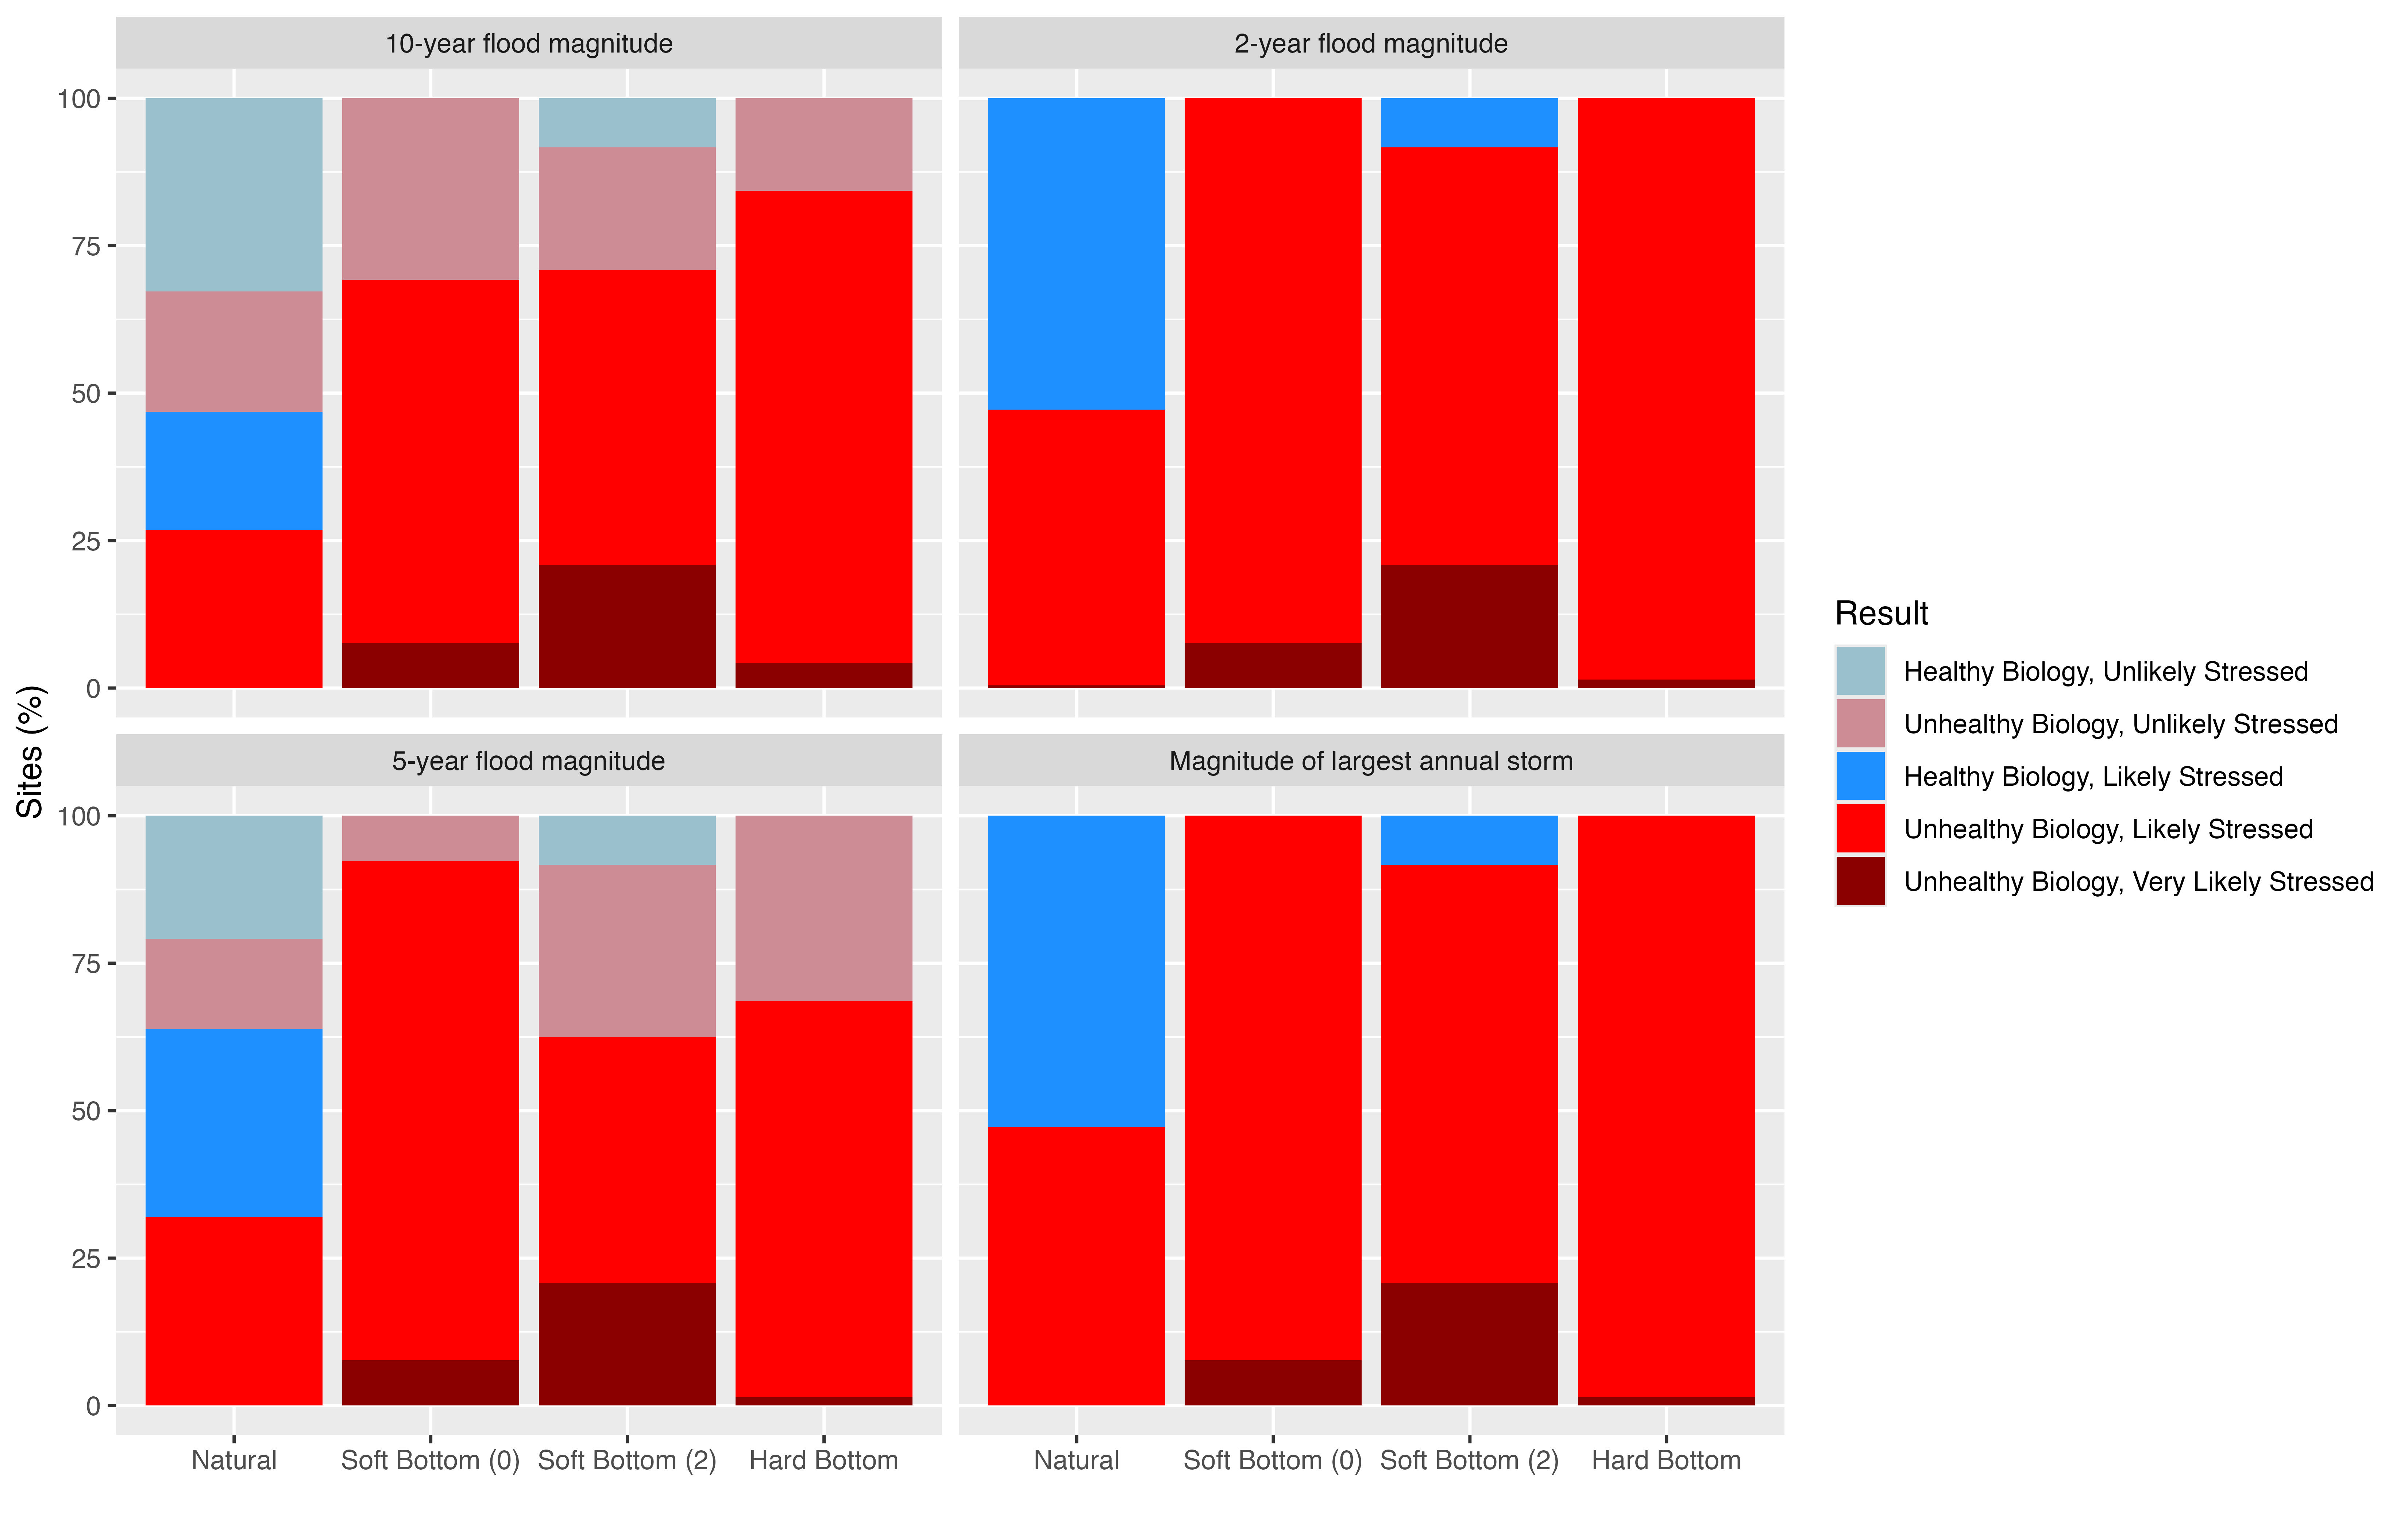 10-year flood magnitude
2-year flood magnitude
100
75
50
25
0
5-year flood magnitude
Magnitude of largest annual storm
100
75
50
25
0
Sites (%)
Natural
Soft Bottom (0)
Soft Bottom (2)
Hard Bottom
Natural
Soft Bottom (0)
Soft Bottom (2)
Hard Bottom
Result
Healthy Biology, Unlikely Stressed
Unhealthy Biology, Unlikely Stressed
Healthy Biology, Likely Stressed
Unhealthy Biology, Likely Stressed
Unhealthy Biology, Very Likely Stressed